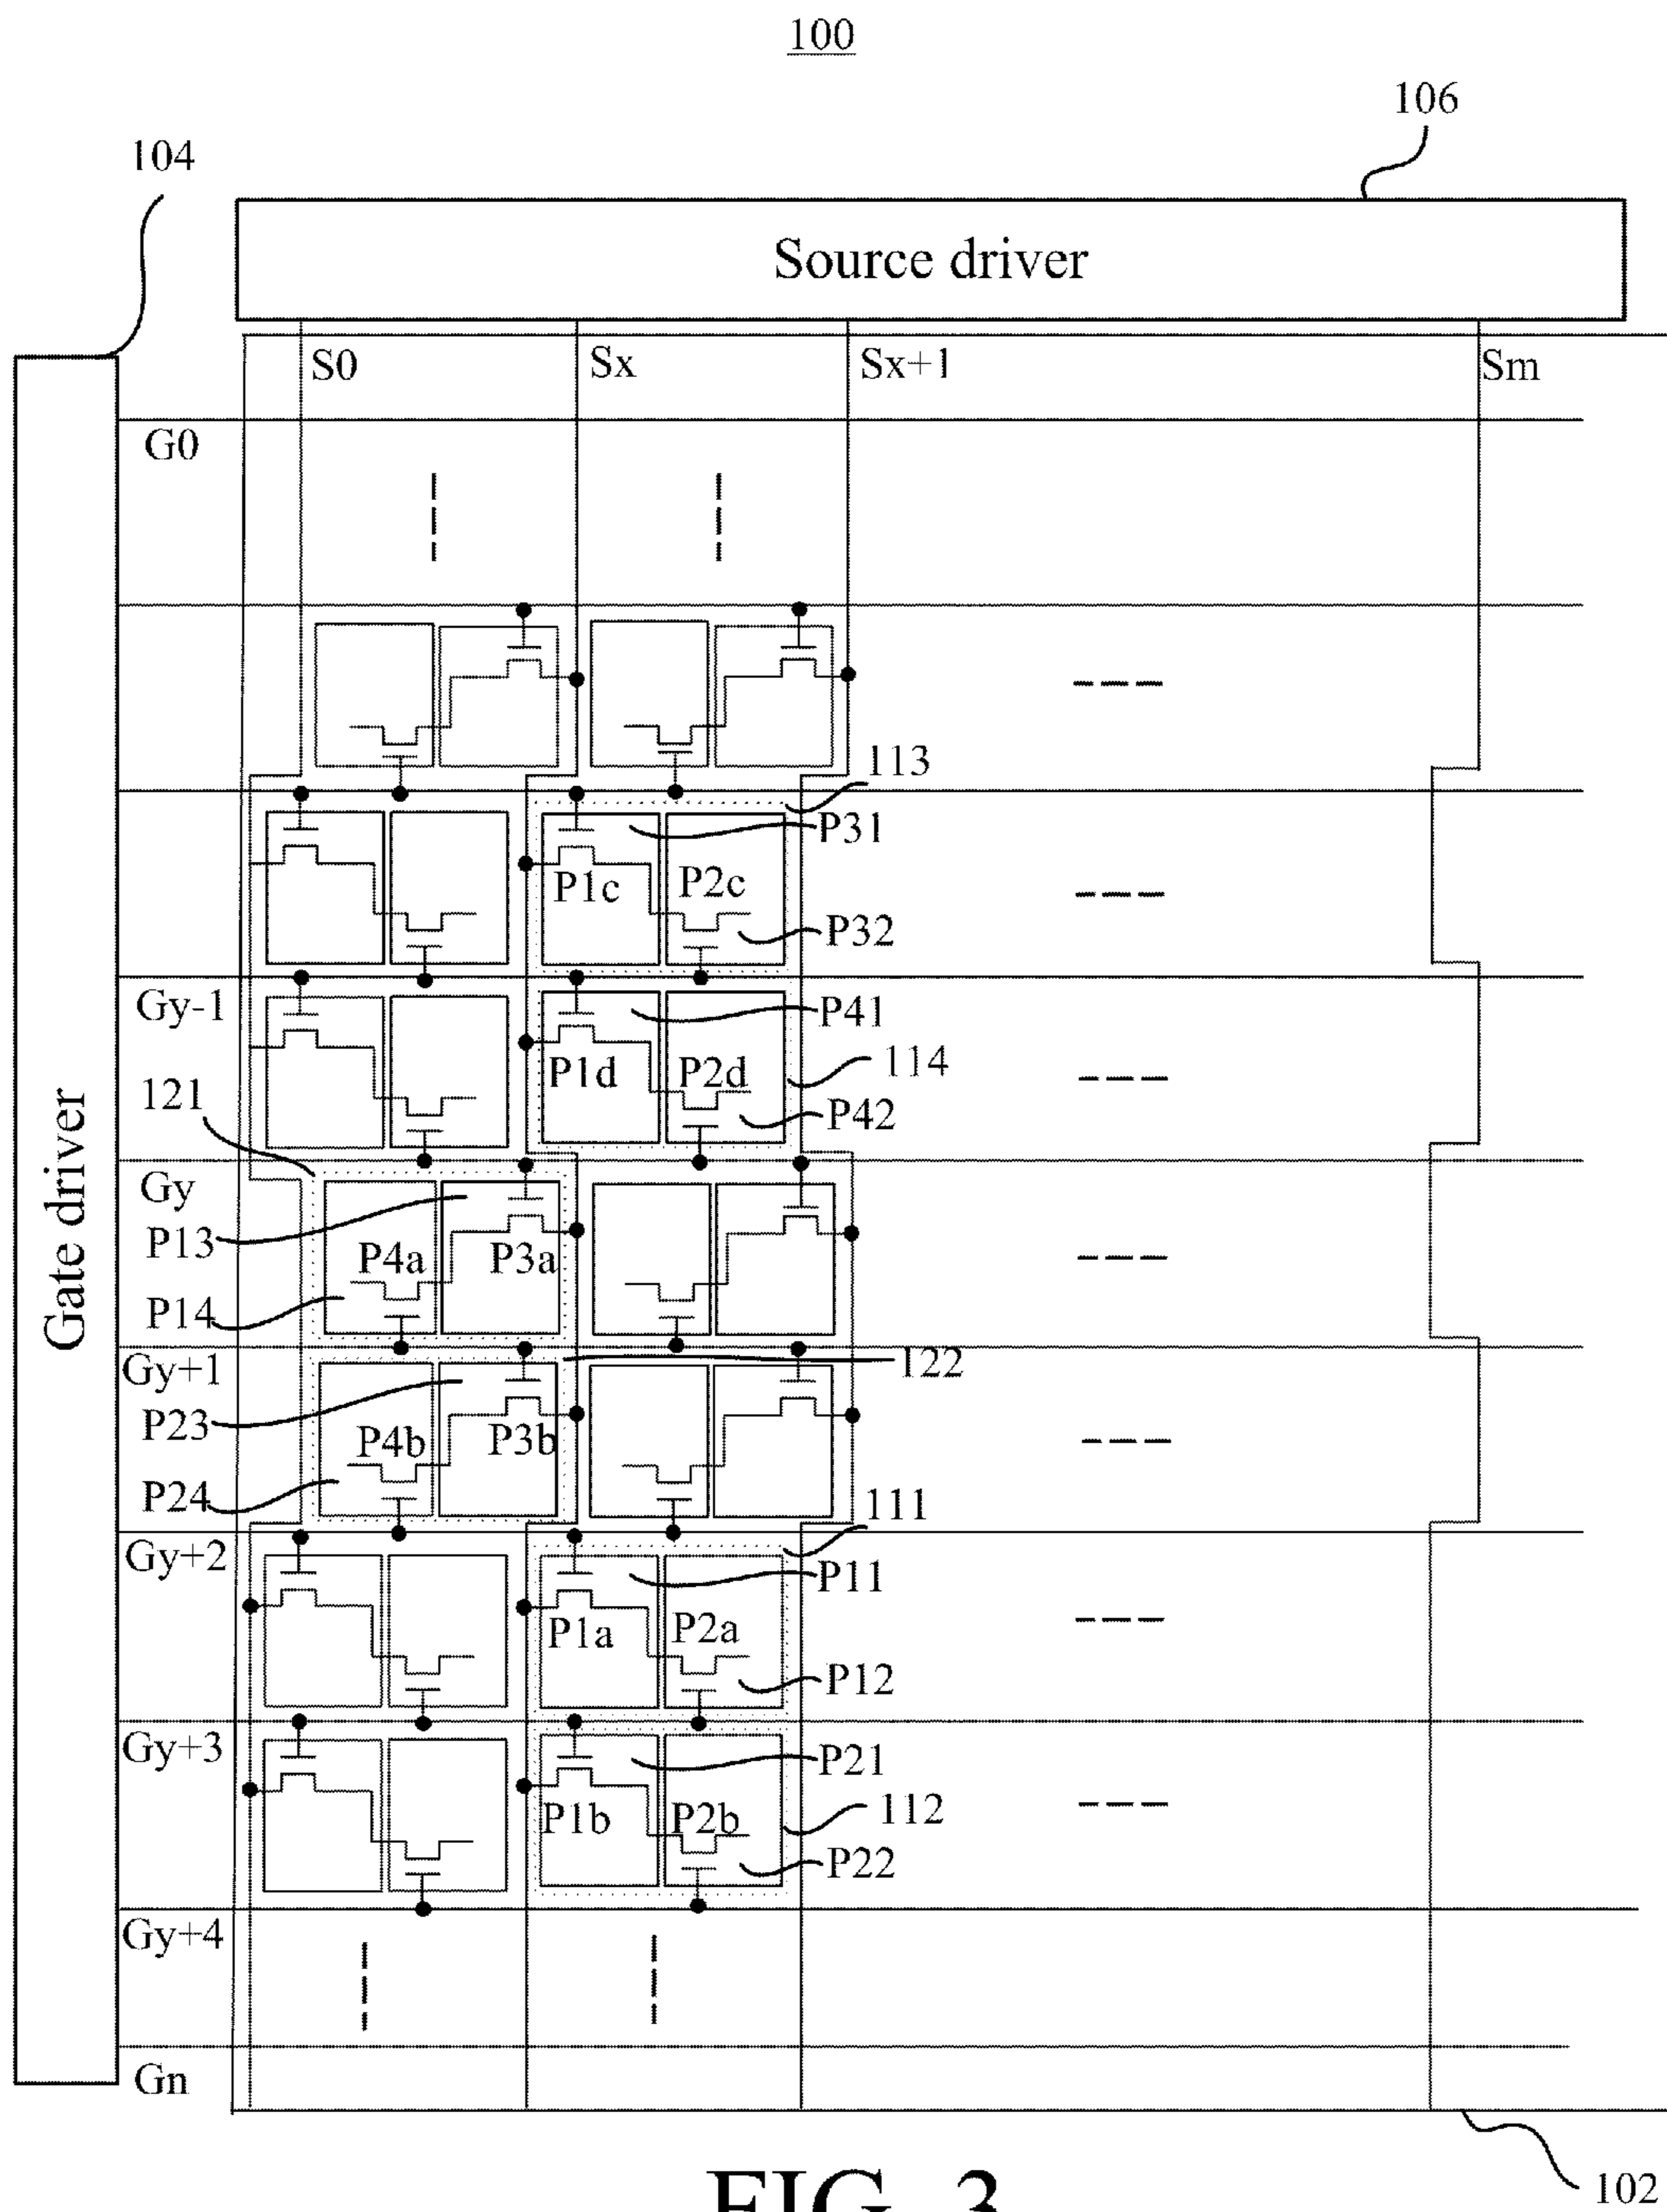 100
106
104
Source driver
S0
Sx
Sx+1
Sm
G0
113
P31
P1c
P2c
P32
Gy-1
P41
114
P1d
P2d
121
P42
Gate driver
Gy
P13
P4a
P3a
P14
Gy+1
122
P23
P4b
P3b
P24
111
Gy+2
P11
P1a
P2a
P12
Gy+3
P21
112
P1b
P2b
P22
Gy+4
Gn
102
FIG. 3